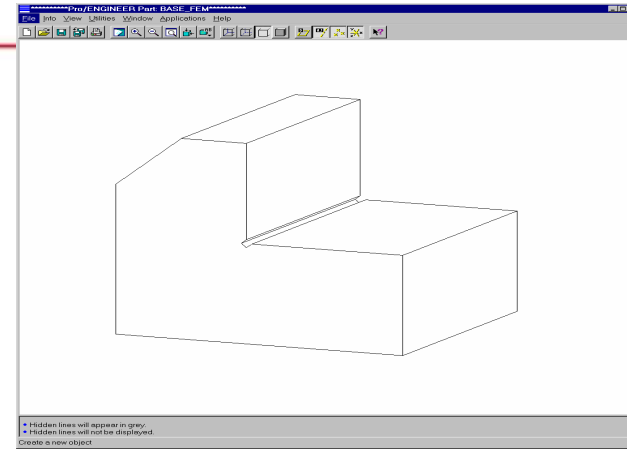 **********Pro/ENGINEER Part: BASE_FEM**********
File Info View Utilities Window Applications Help
Hidden lines will appear in grey.
Hidden lines will not be displayed.
Create a new object